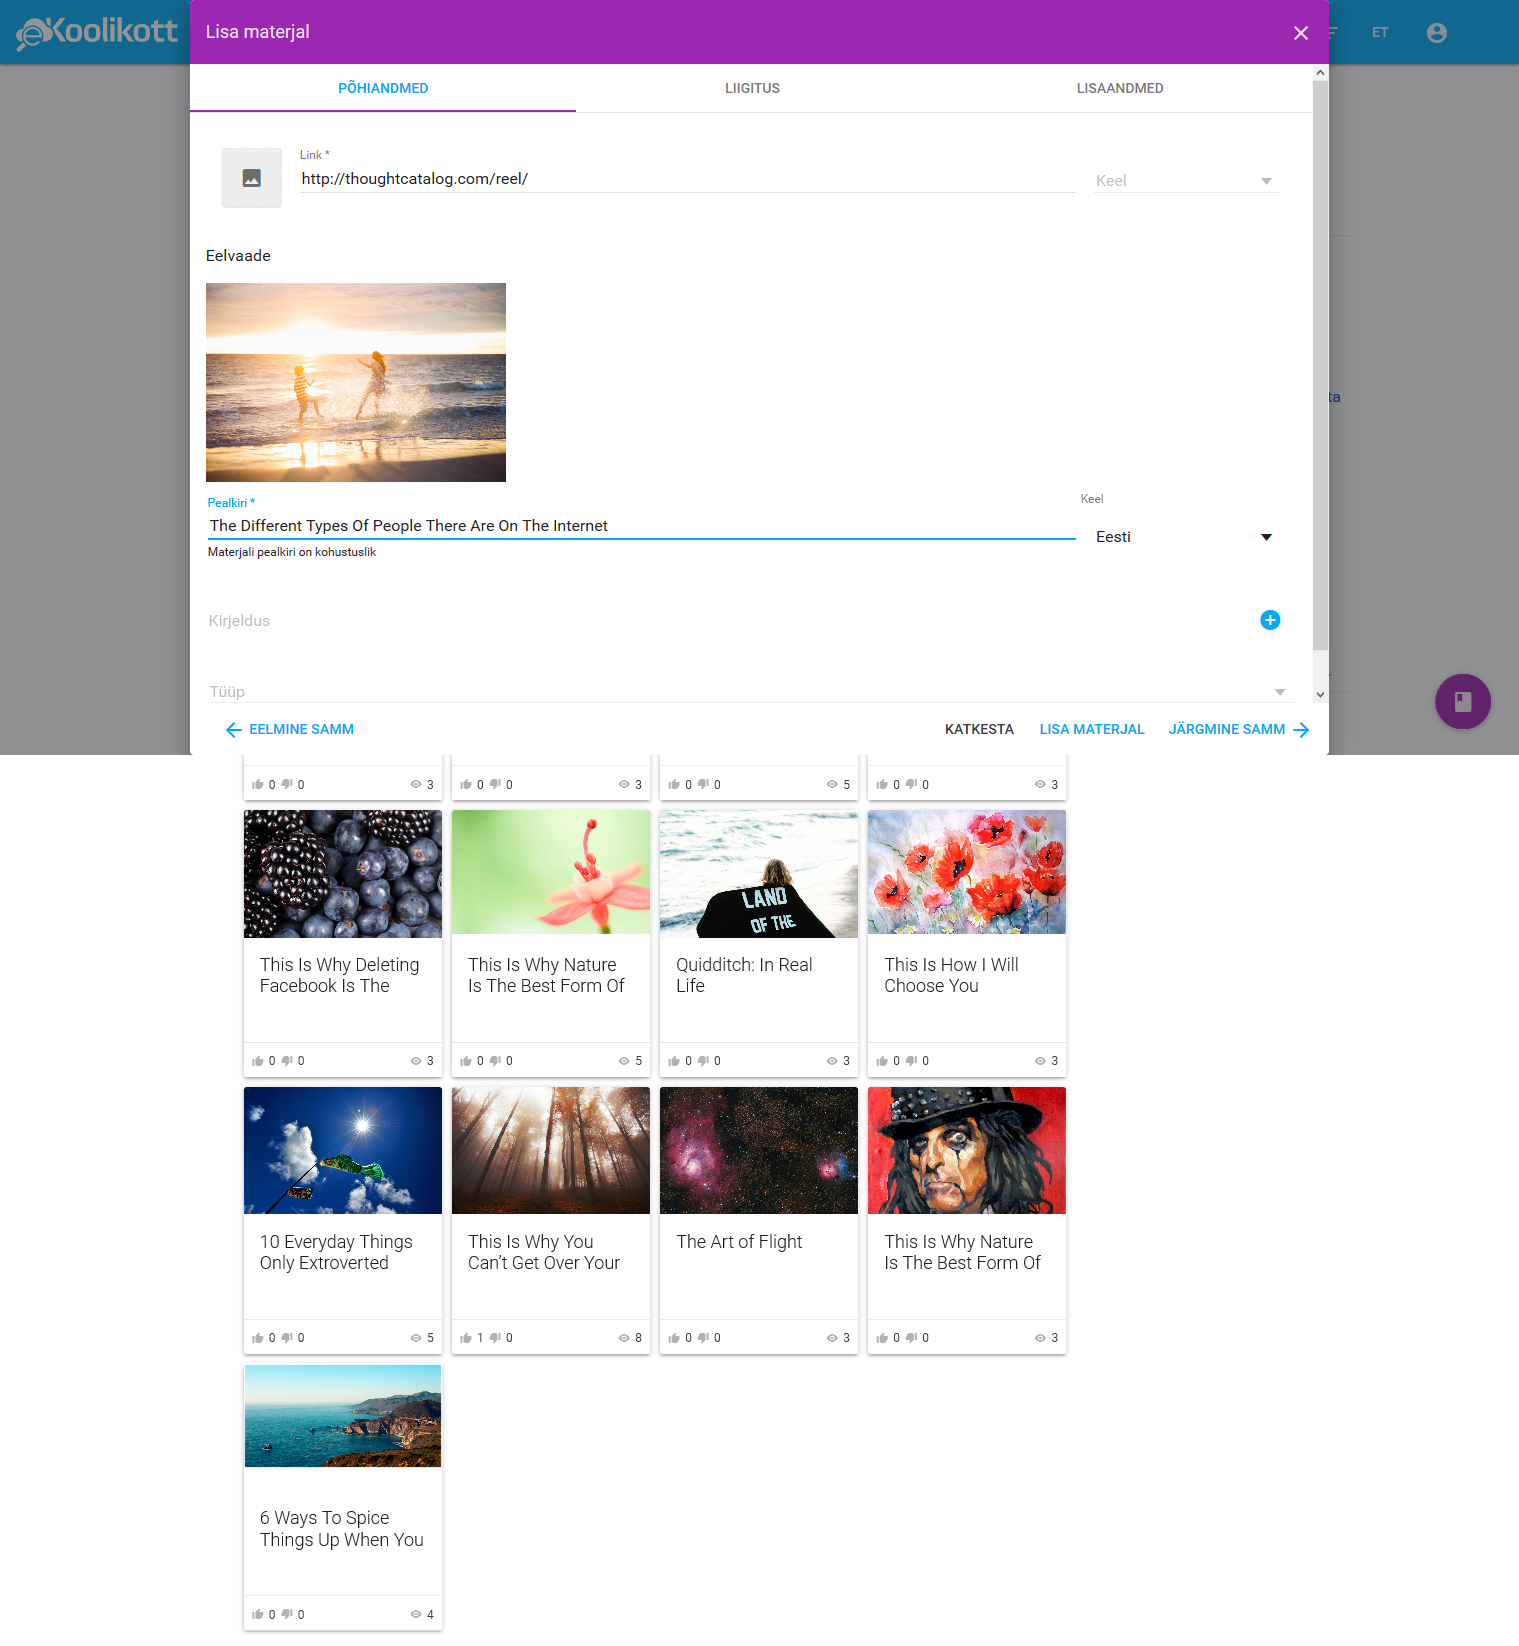 eKoolikott
Lisa materjal
ET
PÕHIANDMED
LIIGITUS
LISAANDMED
Link *
http://thoughtcatalog.com/reel/
Keel
Eelvaade
ta
Pealkiri *
Keel
The Different Types Of People There Are On The Internet
Eesti
Materjali pealkiri on kohustuslik
Kirjeldus
Tüüp
EELMINE SAMM
KATKESTA
LISA MATERJAL
JÄRGMINE SAMM
0 0 3
0 0 3
0 0 5
0 0 3
LAND
OF THE
This Is Why Deleting
Facebook Is The
This Is Why Nature
Is The Best Form Of
Quidditch: In Real
Life
This Is How I Will
Choose You
0 0 3
0 0 5
0 0 3
0 0 3
10 Everyday Things
Only Extroverted
This Is Why You
Can’t Get Over Your
The Art of Flight
This Is Why Nature
Is The Best Form Of
0 0 5
1 0 8
0 0 3
0 0 3
6 Ways To Spice
Things Up When You
0 0 4